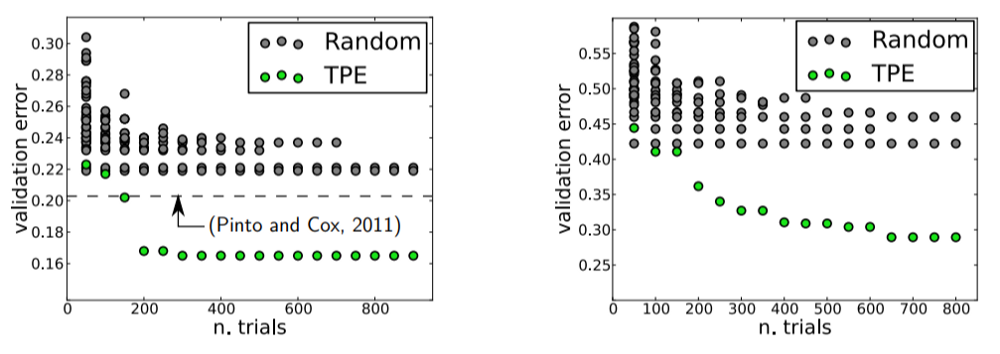 0.30
0.28
0.26
0.24
0.22
0.20
0.18
0.16
validation error
Random
TPE
(Pinto and Cox, 2011)
0 200 400 600 800
n. trials
0.55
0.50
0.45
0.40
0.35
0.30
0.25
validation error
Random
TPE
0 100 200 300 400 500 600 700 800
n. trials